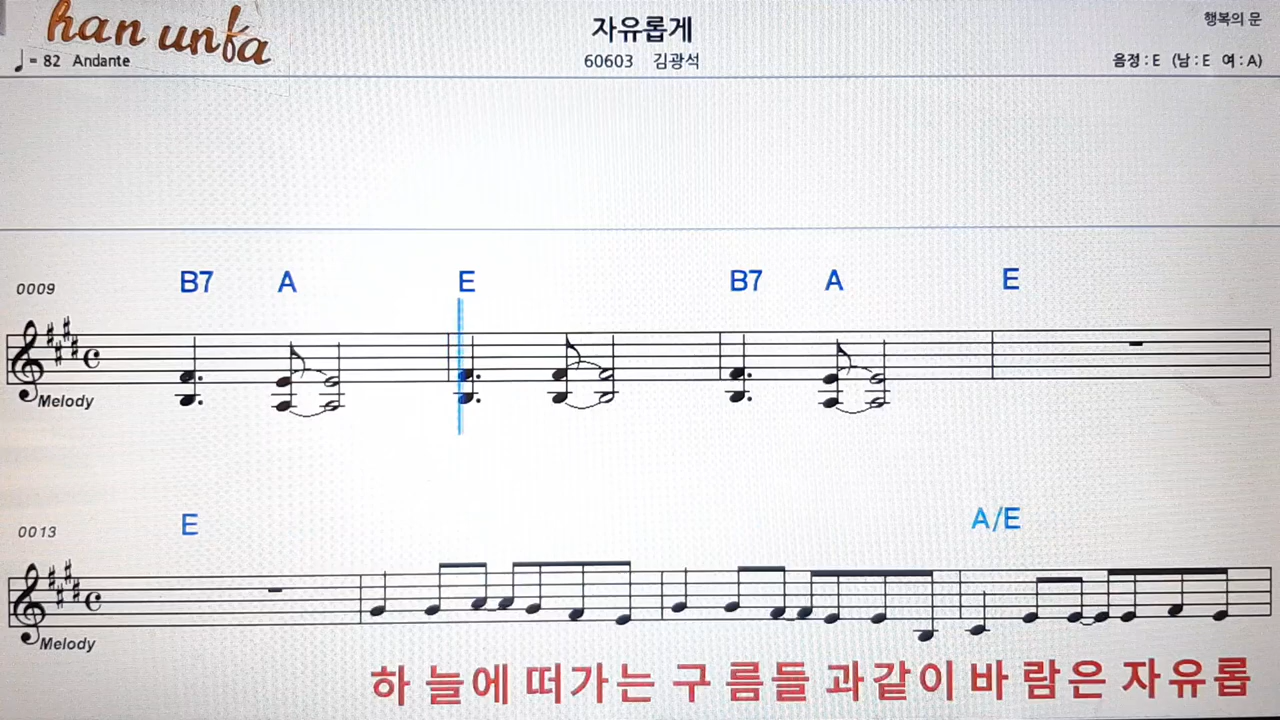 han unfa
자유롭게
행복의 문
♩= 82 Andante
60603 김광석
음정 : E (남 : E 여 : A)
B7 A E B7 A E
0009
Melody
E A/E
0013
Melody
하 늘에 떠가는 구 름들 과같이 바 람은 자유롭